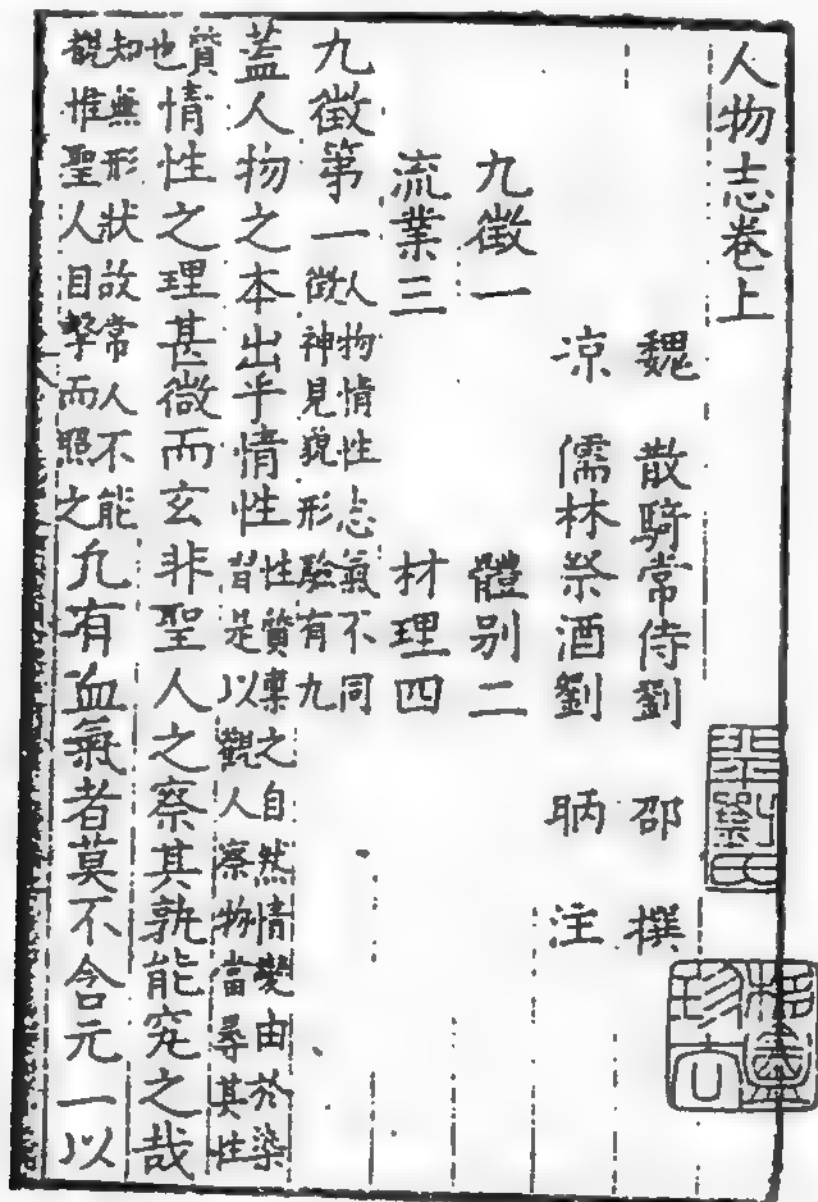 人物志卷上
魏　散騎常侍劉　邵　撰
凉　儒林祭酒劉　昞　注
九徵一　體别二
流業三　材理四
九徵第一人物情性志氣不同
徵神見貌形驗有九
蓋人物之本出乎情性性質稟之自然情變由於染
習是以觀人察物當尋其性
質
也情性之理甚微而玄非聖人之察其孰能究之哉
知無形狀故常人不能
覩惟聖人目擊而照之凡有血氣者莫不含元一以